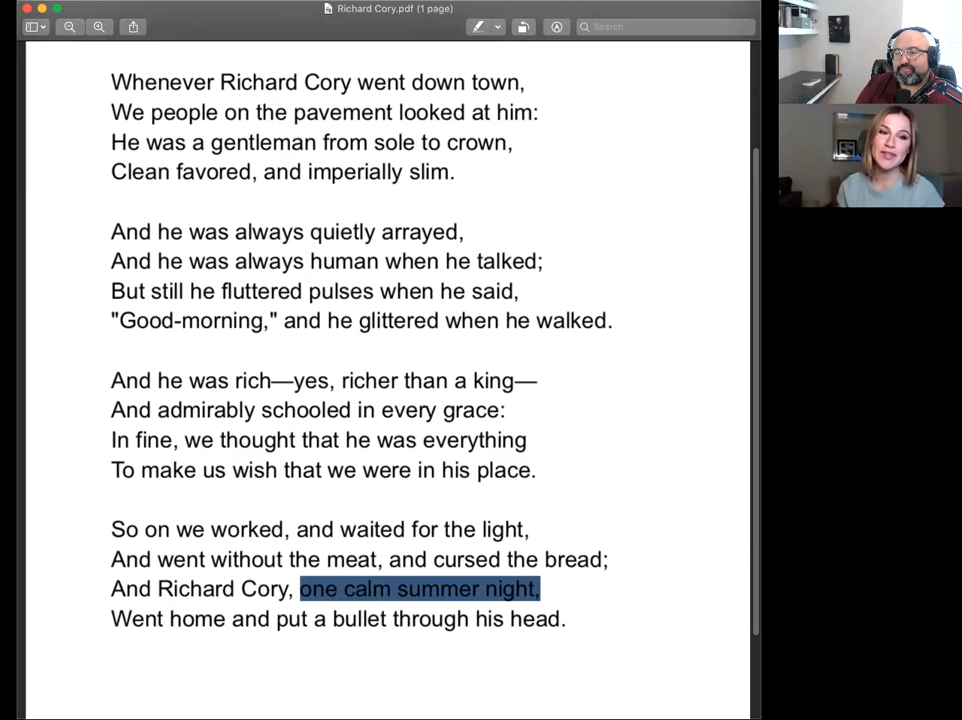 Richard Cory.pdf (1 page)
Search
Whenever Richard Cory went down town,
We people on the pavement looked at him:
He was a gentleman from sole to crown,
Clean favored, and imperially slim.
And he was always quietly arrayed,
And he was always human when he talked;
But still he fluttered pulses when he said,
"Good-morning," and he glittered when he walked.
And he was rich—yes, richer than a king—
And admirably schooled in every grace:
In fine, we thought that he was everything
To make us wish that we were in his place.
So on we worked, and waited for the light,
And went without the meat, and cursed the bread;
And Richard Cory, one calm summer night,
Went home and put a bullet through his head.